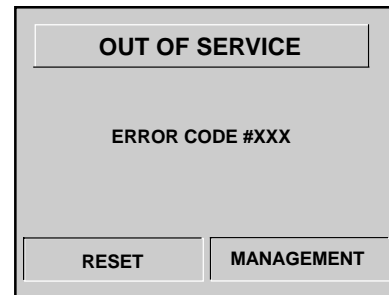 OUT OF SERVICE
ERROR CODE #XXX
RESET
MANAGEMENT